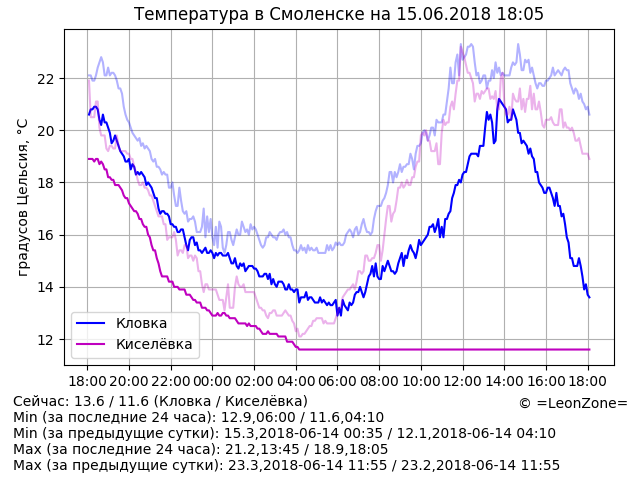 Температура в Смоленске на 15.06.2018 18:05
градусов Цельсия, °C
22
20
18
16
14
12
Кловка
Киселёвка
18:00 20:00 22:00 00:00 02:00 04:00 06:00 08:00 10:00 12:00 14:00 16:00 18:00
Сейчас: 13.6 / 11.6 (Кловка / Киселёвка)
© =LeonZone=
Min (за последние 24 часа): 12.9,06:00 / 11.6,04:10
Min (за предыдущие сутки): 15.3,2018-06-14 00:35 / 12.1,2018-06-14 04:10
Max (за последние 24 часа): 21.2,13:45 / 18.9,18:05
Max (за предыдущие сутки): 23.3,2018-06-14 11:55 / 23.2,2018-06-14 11:55